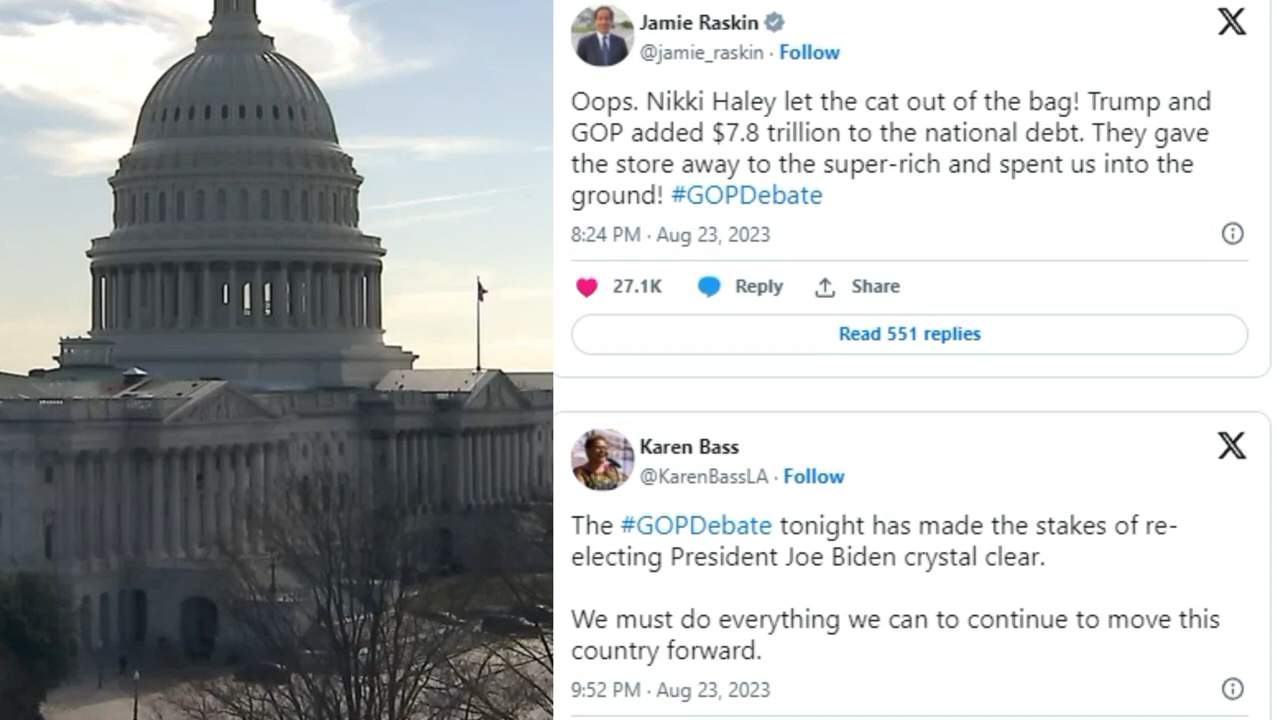 Jamie Raskin
@jamie_raskin · Follow
Oops. Nikki Haley let the cat out of the bag! Trump and
GOP added $7.8 trillion to the national debt. They gave
the store away to the super-rich and spent us into the
ground! #GOPDebate
8:24 PM · Aug 23, 2023
27.1K Reply Share
Read 551 replies
Karen Bass
@KarenBassLA · Follow
The #GOPDebate tonight has made the stakes of re-
electing President Joe Biden crystal clear.
We must do everything we can to continue to move this
country forward.
9:52 PM · Aug 23, 2023